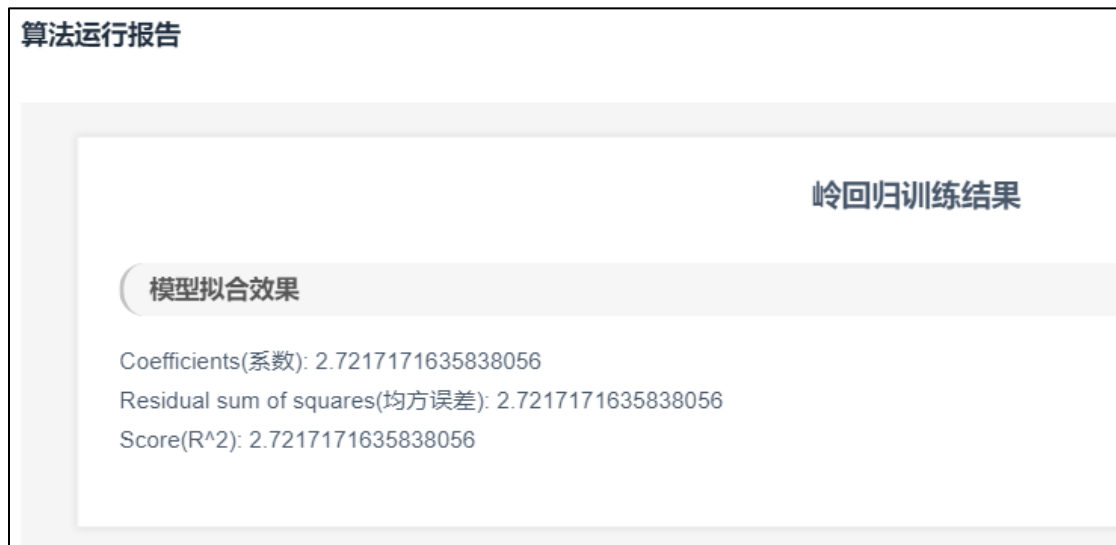 算法运行报告
岭回归训练结果
模型拟合效果
Coefficients(系数): 2.7217171635838056
Residual sum of squares(均方误差): 2.7217171635838056
Score(R^2): 2.7217171635838056